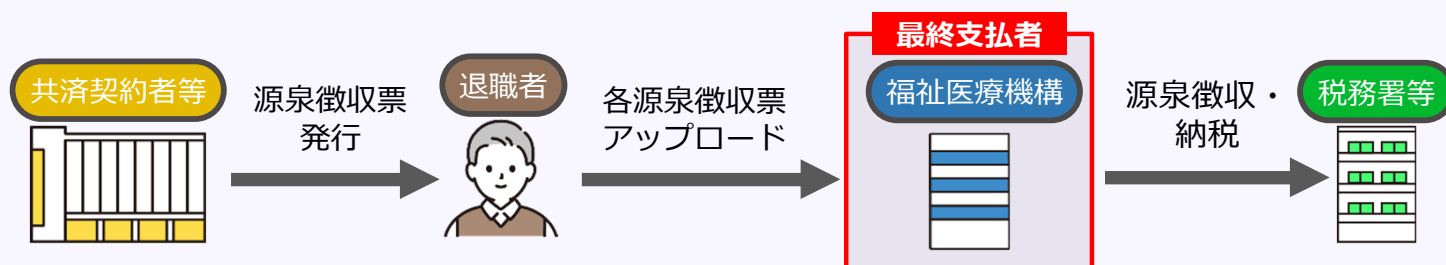 最終支払者
共済契約者等
源泉徴収票
発行
退職者
各源泉徴収票
アップロード
福祉医療機構
源泉徴収・
納税
税務署等